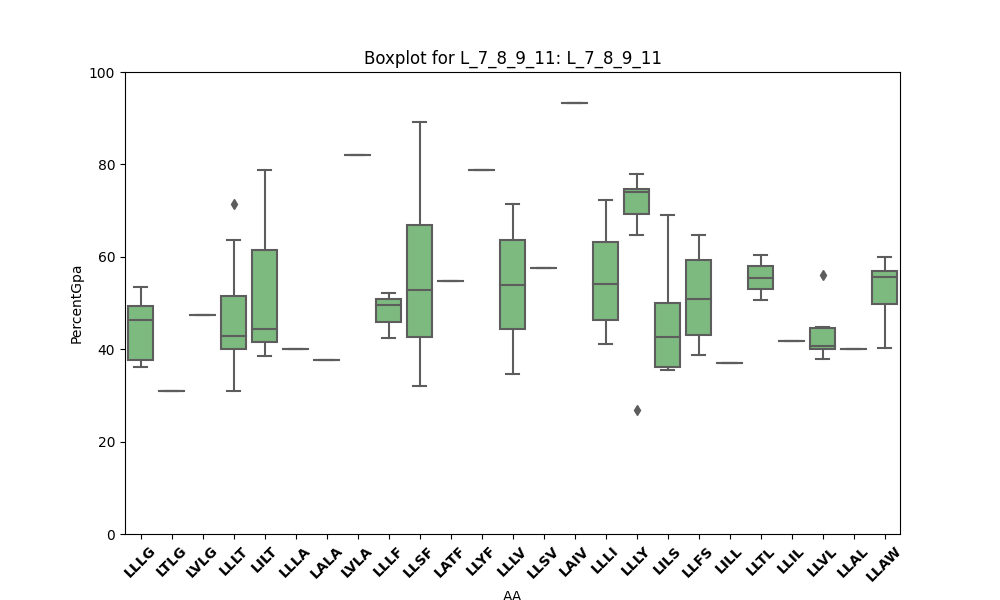 Boxplot for L_7_8_9_11: L_7_8_9_11
PercentGpa
100
80
60
40
20
0
LLLG LTLG LVLG LLLT LILT LLLA LALA LVLA LLLF LLSF LATF LLYF LLLV LLSV LAIV LLLI LLLY LILS LLFS LILL LLTL LLIL LLVL LLAL LLAW
AA